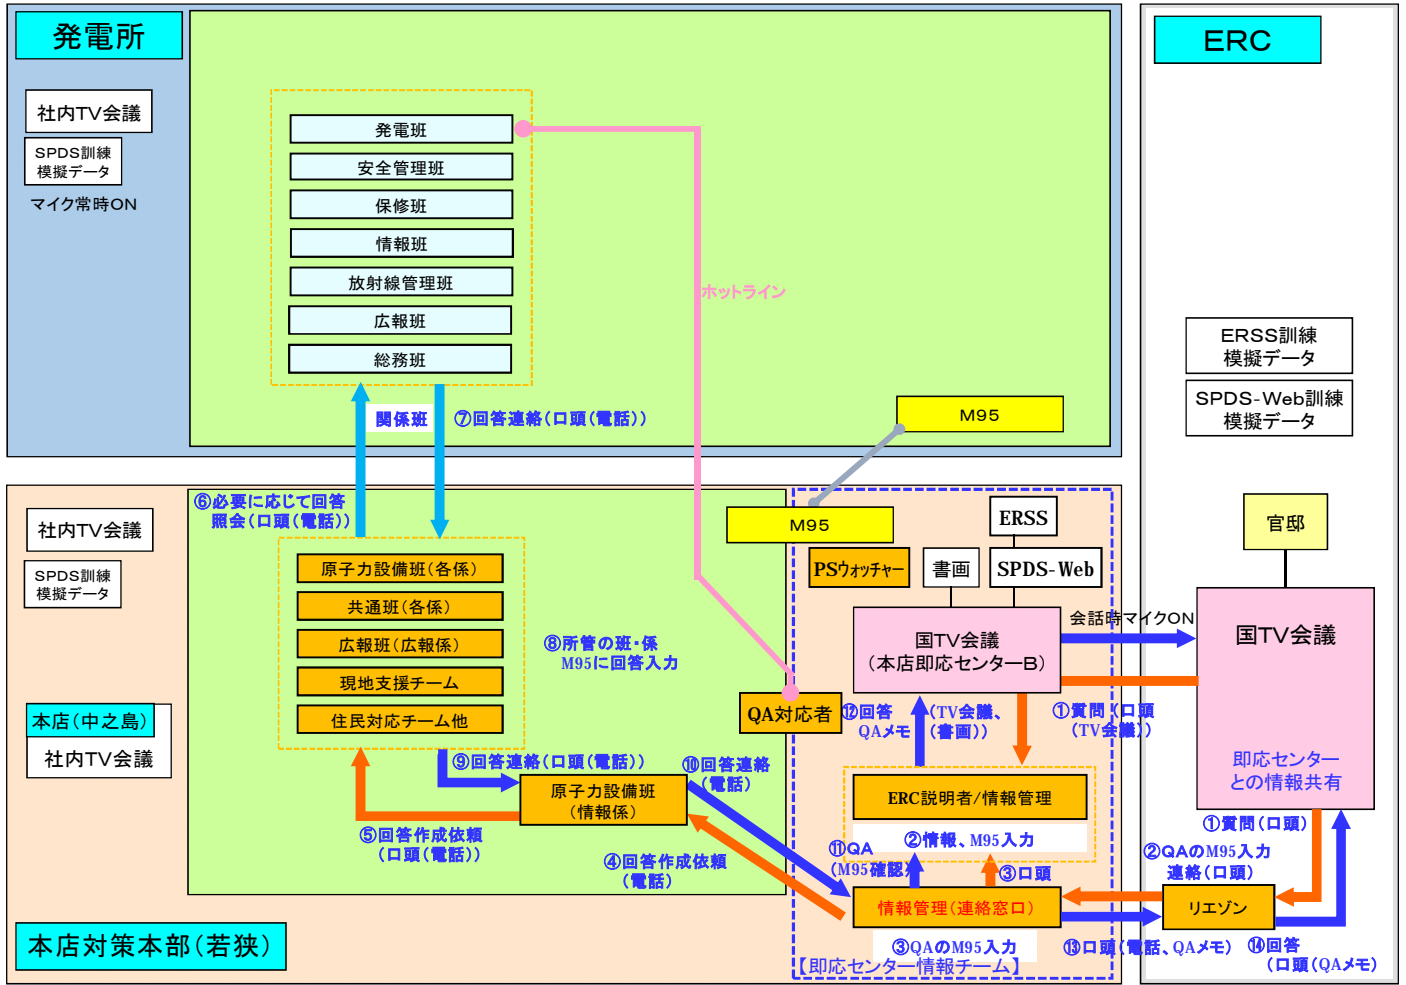 発電所
社内TV会議
SPDS訓練
模擬データ
マイク常時ON
発電班
安全管理班
保修班
情報班
放射線管理班
広報班
総務班
ホットライン
関係班
⑦回答連絡(口頭(電話))
M95
ERC
ERSS訓練
模擬データ
SPDS-Web訓練
模擬データ
官邸
国TV会議
即応センター
との情報共有
社内TV会議
SPDS訓練
模擬データ
本店(中之島)
社内TV会議
本店対策本部(若狭)
⑥必要に応じて回答
照会(口頭(電話))
原子力設備班(各係)
共通班(各係)
広報班(広報係)
現地支援チーム
住民対応チーム他
⑧所管の班・係
M95に回答入力
⑨回答連絡(口頭(電話))
原子力設備班
(情報係)
⑤回答作成依頼
(口頭(電話))
⑩回答連絡
(電話)
④回答作成依頼
(電話)
M95
ERSS
PSウォッチャー
書画
SPDS-Web
国TV会議
(本店即応センターB)
会話時マイクON
QA対応者
⑫回答
QAメモ
(TV会議、
(書画))
①質問(口頭
(TV会議))
ERC説明者/情報管理
②情報、M95入力
⑪QA
(M95確認)
③口頭
情報管理(連絡窓口)
③QAのM95入力
【即応センター情報チーム】
①質問(口頭)
②QAのM95入力
連絡(口頭)
リエゾン
⑬口頭(電話、QAメモ)
⑭回答
(口頭(QAメモ)